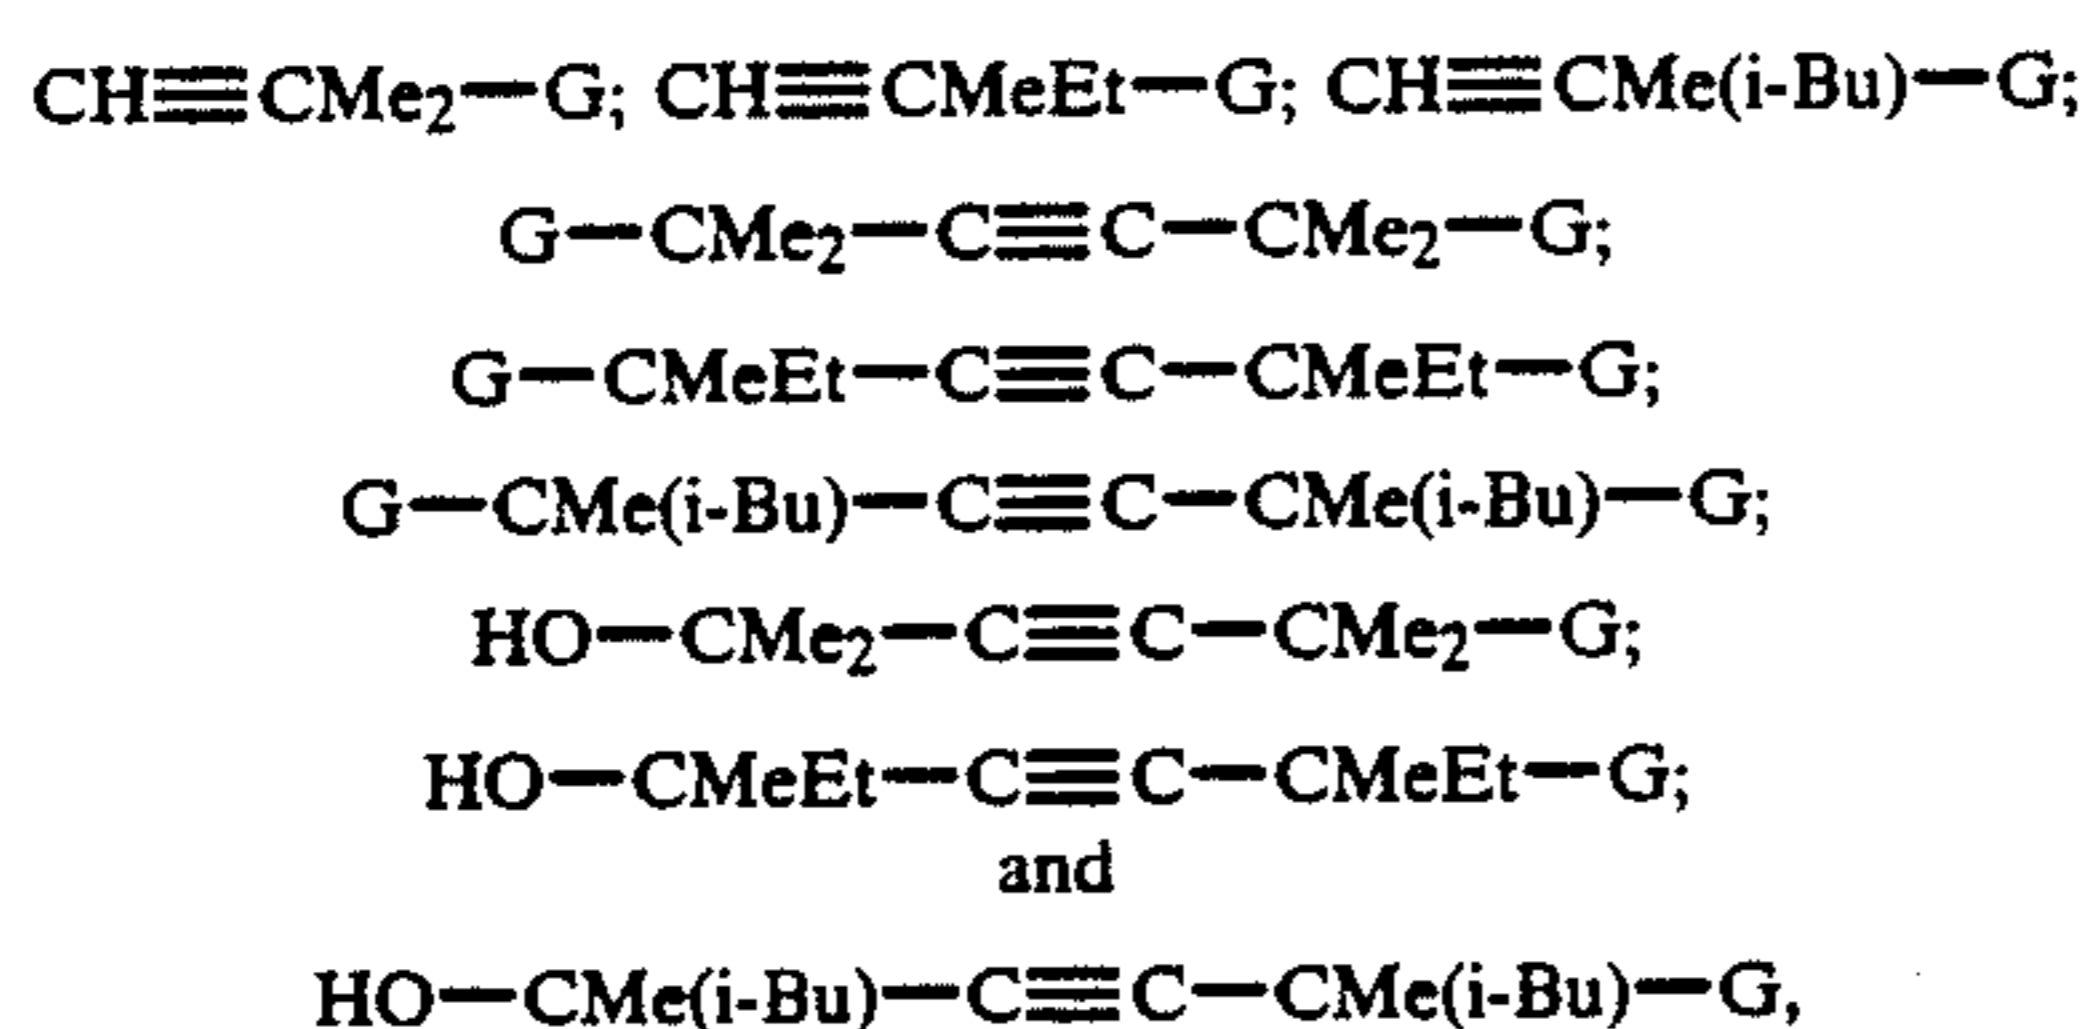 CH≡CMe₂—G; CH≡CMeEt—G; CH≡CMe(i-Bu)—G;
G—CMe₂—C≡C—CMe₂—G;
G—CMeEt—C≡C—CMeEt—G;
G—CMe(i-Bu)—C≡C—CMe(i-Bu)—G;
HO—CMe₂—C≡C—CMe₂—G;
HO—CMeEt—C≡C—CMeEt—G;
and
HO—CMe(i-Bu)—C≡C—CMe(i-Bu)—G,